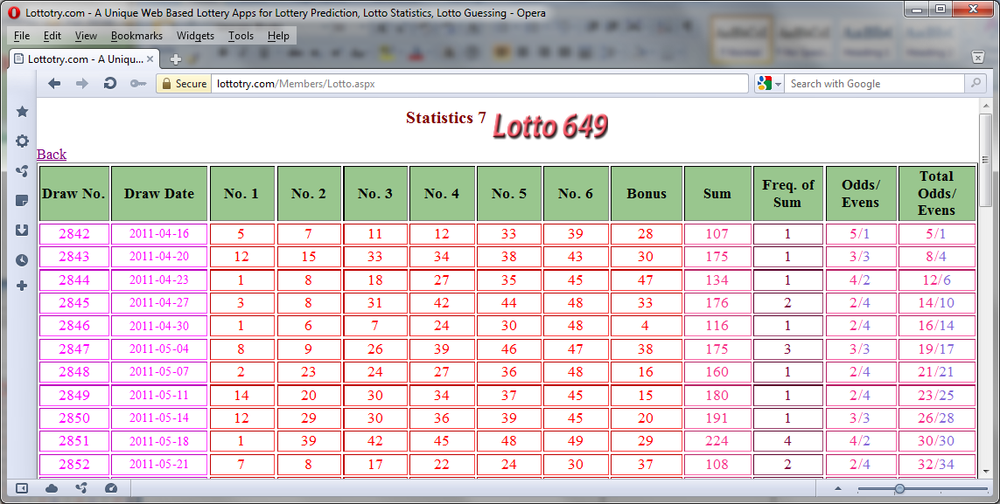 Lottotry.com - A Unique Web Based Lottery Apps for Lottery Prediction, Lotto Statistics, Lotto Guessing - Opera
File Edit View Bookmarks Widgets Tools Help
Lottotry.com - A Uniqu...
Secure lottotry.com/Members/Lotto.aspx Search with Google
Statistics 7 Lotto 649
Back
Draw No. Draw Date No. 1 No. 2 No. 3 No. 4 No. 5 No. 6 Bonus Sum Freq. of Sum Odds/ Evens Total Odds/ Evens
2842 2011-04-16 5 7 11 12 33 39 28 107 1 5/1 5/1
2843 2011-04-20 12 15 33 34 38 43 30 175 1 3/3 8/4
2844 2011-04-23 1 8 18 27 35 45 47 134 1 4/2 12/6
2845 2011-04-27 3 8 31 42 44 48 33 176 2 2/4 14/10
2846 2011-04-30 1 6 7 24 30 48 4 116 1 2/4 16/14
2847 2011-05-04 8 9 26 39 46 47 38 175 3 3/3 19/17
2848 2011-05-07 2 23 24 27 36 48 16 160 1 2/4 21/21
2849 2011-05-11 14 20 30 34 37 45 15 180 1 2/4 23/25
2850 2011-05-14 12 29 30 36 39 45 20 191 1 3/3 26/28
2851 2011-05-18 1 39 42 45 48 49 29 224 4 4/2 30/30
2852 2011-05-21 7 8 17 22 24 30 37 108 2 2/4 32/34